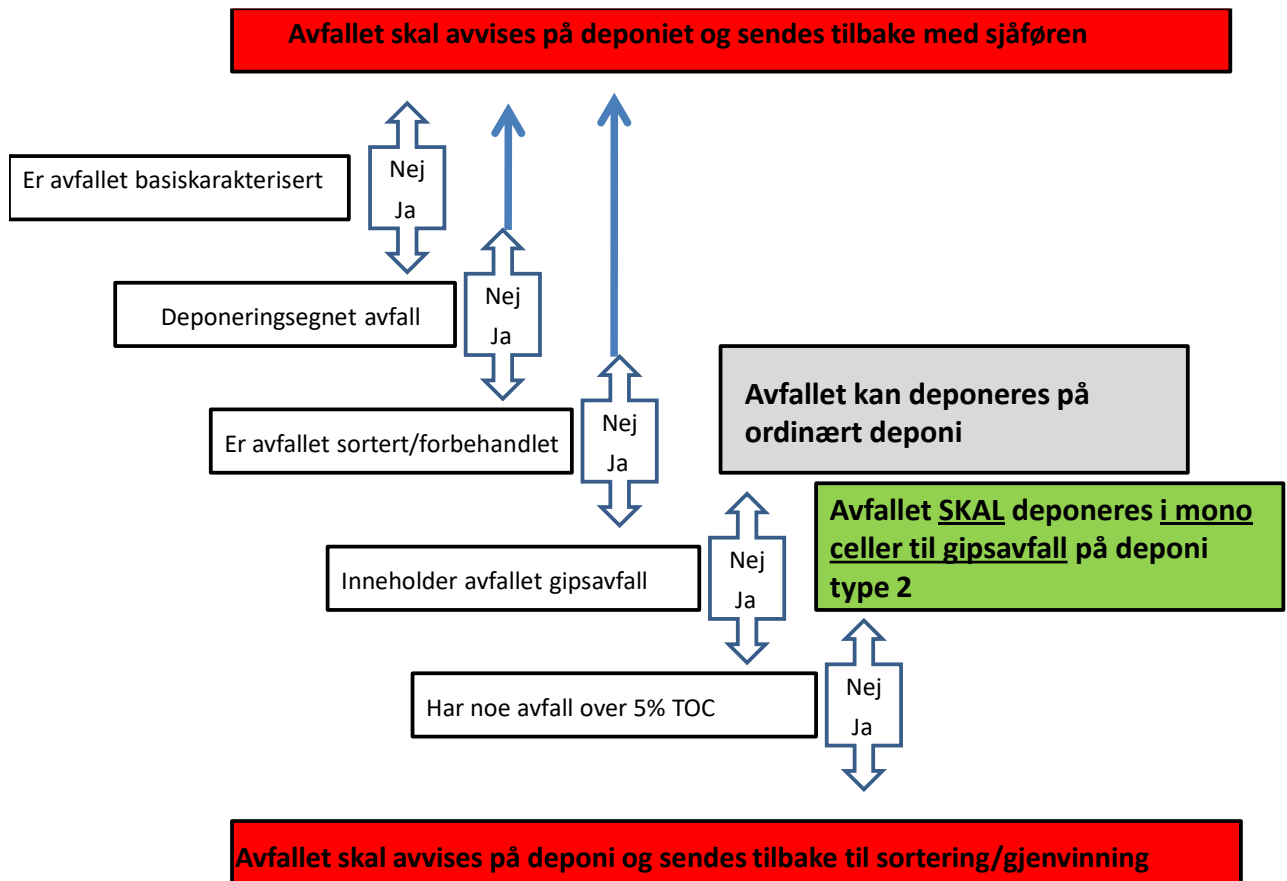 Avfallet skal avvises på deponiet og sendes tilbake med sjåføren
Nej
Er avfallet basiskarakterisert
Ja
Nej
Deponeringsegnet avfall
Ja
Avfallet kan deponeres på
ordinært deponi
Nej
Er avfallet sortert/forbehandlet
Ja
Avfallet SKAL deponeres i mono
celler til gipsavfall på deponi
type 2
Nej
Inneholder avfallet gipsavfall
Ja
Nej
Har noe avfall over 5% TOC
Ja
Avfallet skal avvises på deponi og sendes tilbake til sortering/gjenvinning